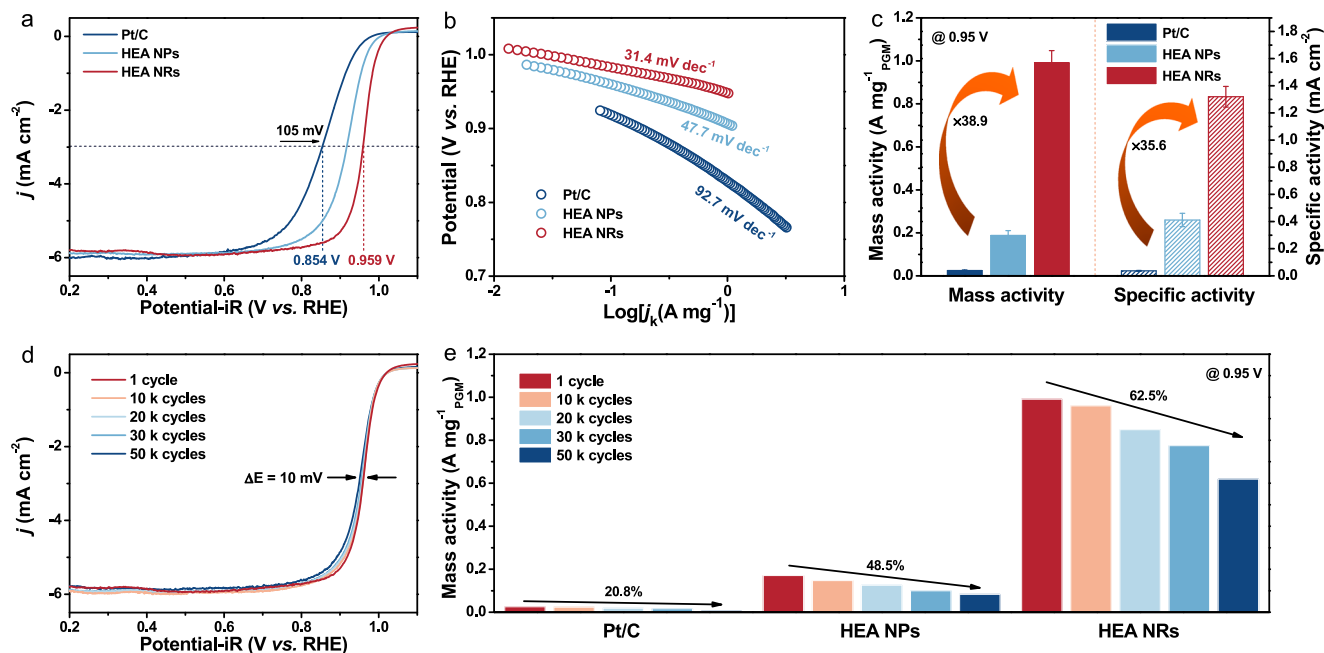 a
Pt/C
HEA NPs
HEA NRs
105 mV
0.854 V
0.959 V
0
-2
-4
-6
j (mA cm⁻²)
0.2 0.4 0.6 0.8 1.0
Potential-iR (V vs. RHE)
b
31.4 mV dec⁻¹
47.7 mV dec⁻¹
92.7 mV dec⁻¹
Pt/C
HEA NPs
HEA NRs
1.1
1.0
0.9
0.8
0.7
Potential (V vs. RHE)
-2 -1 0 1
Log[jₖ(A mg⁻¹)]
c
@ 0.95 V
Pt/C
HEA NPs
HEA NRs
×38.9
×35.6
1.2
1.0
0.8
0.6
0.4
0.2
0.0
Mass activity (A mg⁻¹PGM)
1.8
1.6
1.4
1.2
1.0
0.8
0.6
0.4
0.2
0.0
Specific activity (mA cm⁻²)
Mass activity Specific activity
d
1 cycle
10 k cycles
20 k cycles
30 k cycles
50 k cycles
ΔE = 10 mV
0
-2
-4
-6
j (mA cm⁻²)
0.2 0.4 0.6 0.8 1.0
Potential-iR (V vs. RHE)
e
1 cycle
10 k cycles
20 k cycles
30 k cycles
50 k cycles
@ 0.95 V
20.8%
48.5%
62.5%
1.2
1.0
0.8
0.6
0.4
0.2
0.0
Mass activity (A mg⁻¹PGM)
Pt/C HEA NPs HEA NRs